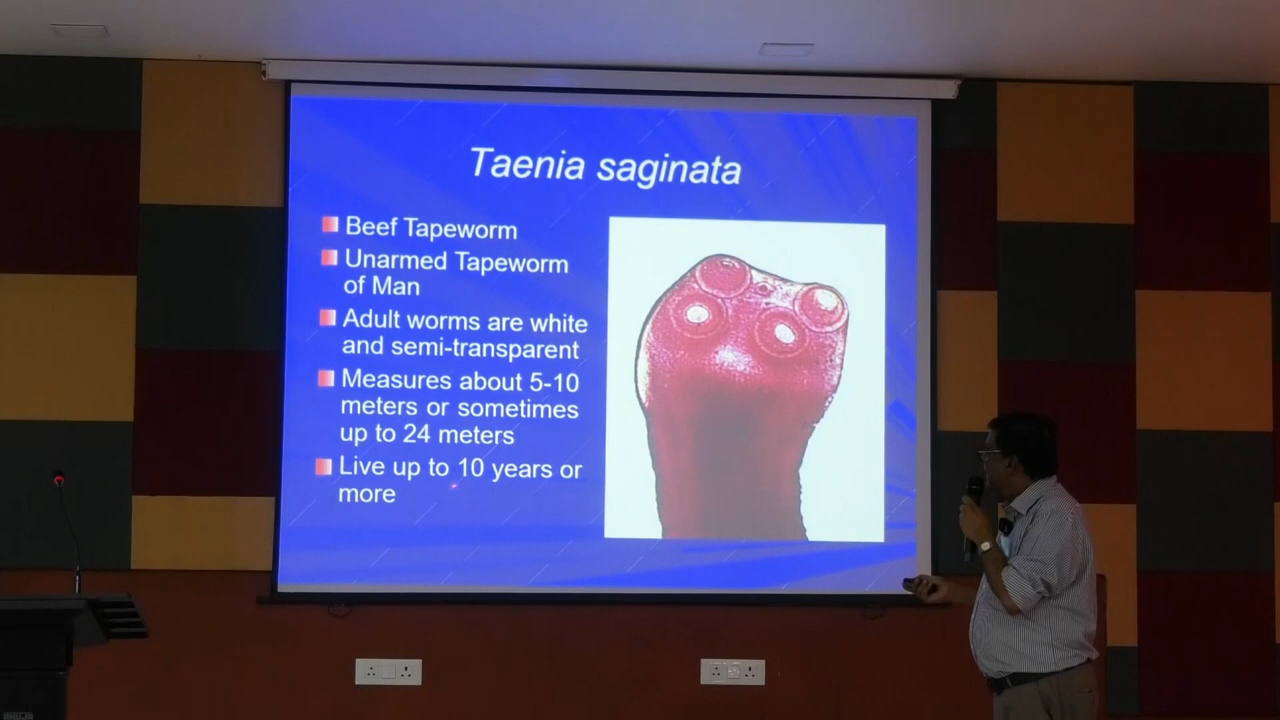 Taenia saginata
Beef Tapeworm
Unarmed Tapeworm
of Man
Adult worms are white
and semi-transparent
Measures about 5-10
meters or sometimes
up to 24 meters
Live up to 10 years or
more